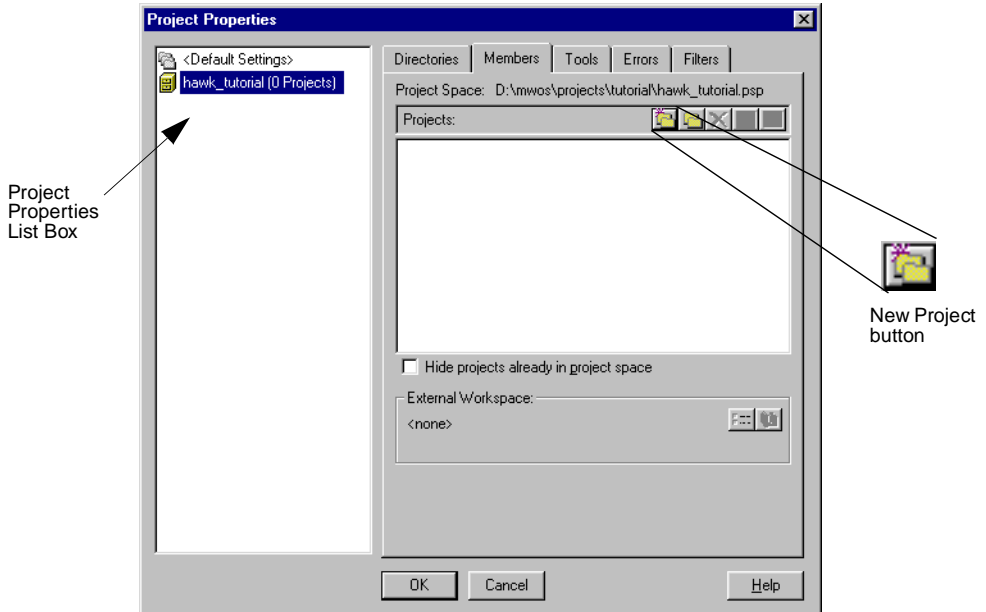 Project Properties
<Default Settings>
hawk_tutorial (0 Projects)
Directories
Members
Tools
Errors
Filters
Project Space: D:\mwos\projects\tutorial\hawk_tutorial.psp
Projects:
Project
Properties
List Box
New Project
button
Hide projects already in project space
External Workspace:
<none>
OK
Cancel
Help